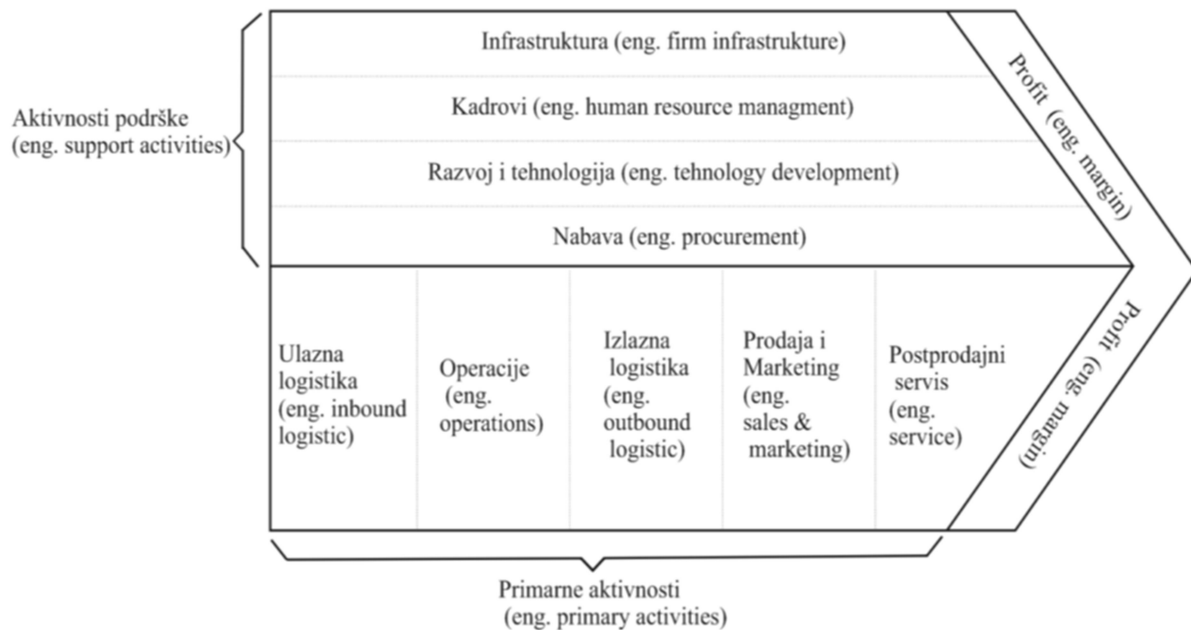 Infrastruktura (eng. firm infrastrukture)
Kadrovi (eng. human resource managment)
Razvoj i tehnologija (eng. tehnology development)
Nabava (eng. procurement)
Aktivnosti podrške
(eng. support activities)
Profit (eng. margin)
Ulazna
logistika
(eng. inbound
logistic)
Operacije
(eng.
operations)
Izlazna
logistika
(eng.
outbound
logistic)
Prodaja i
Marketing
(eng.
sales &
marketing)
Postprodajni
servis
(eng.
service)
Profit (eng. margin)
Primarne aktivnosti
(eng. primary activities)